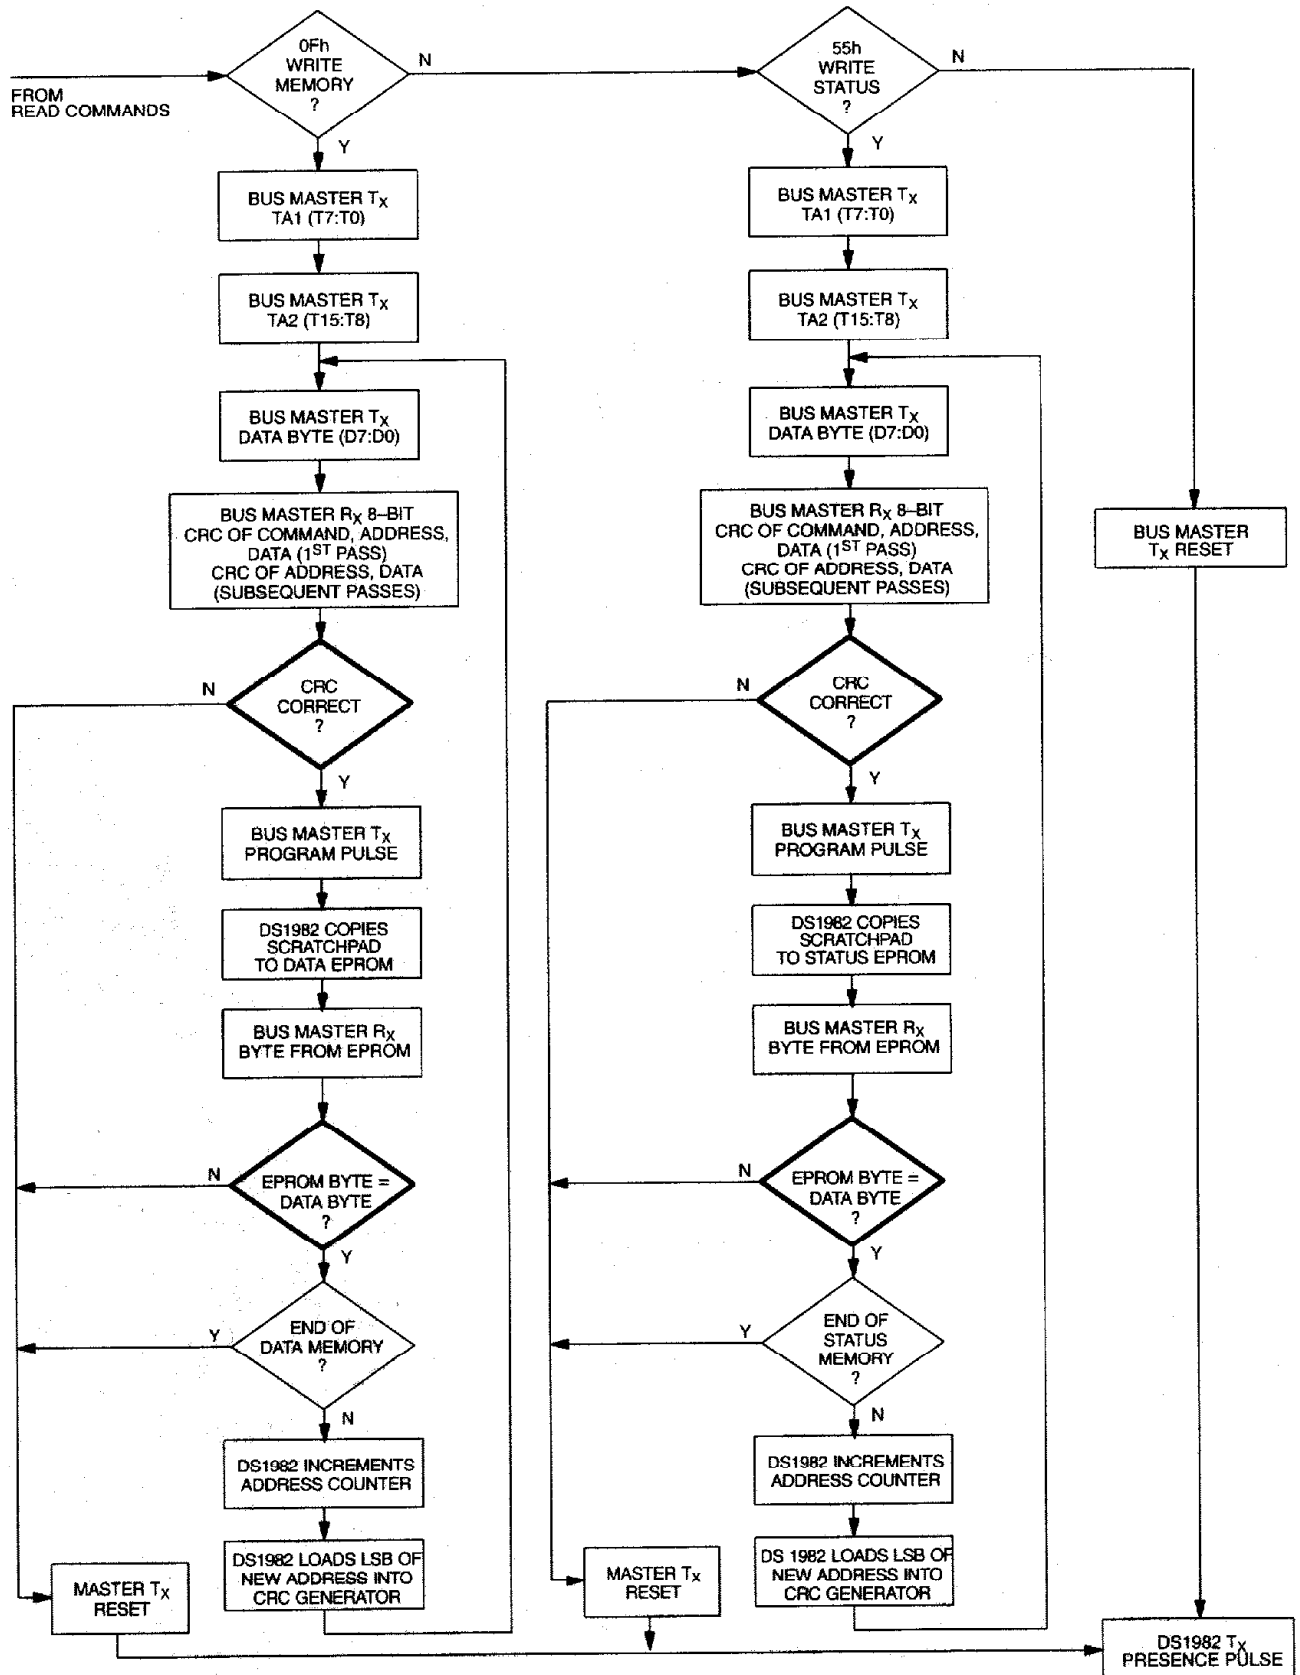 FROM
READ COMMANDS
0Fh
WRITE
MEMORY
?
N
Y
BUS MASTER TX
TA1 (T7:T0)
BUS MASTER TX
TA2 (T15:T8)
BUS MASTER TX
DATA BYTE (D7:D0)
BUS MASTER RX 8–BIT
CRC OF COMMAND, ADDRESS,
DATA (1ST PASS)
CRC OF ADDRESS, DATA
(SUBSEQUENT PASSES)
CRC
CORRECT
?
N
Y
BUS MASTER TX
PROGRAM PULSE
DS1982 COPIES
SCRATCHPAD
TO DATA EPROM
BUS MASTER RX
BYTE FROM EPROM
EPROM BYTE =
DATA BYTE
?
N
Y
END OF
DATA MEMORY
?
Y
N
DS1982 INCREMENTS
ADDRESS COUNTER
DS1982 LOADS LSB OF
NEW ADDRESS INTO
CRC GENERATOR
MASTER TX
RESET
55h
WRITE
STATUS
?
N
Y
BUS MASTER TX
TA1 (T7:T0)
BUS MASTER TX
TA2 (T15:T8)
BUS MASTER TX
DATA BYTE (D7:D0)
BUS MASTER RX 8–BIT
CRC OF COMMAND, ADDRESS,
DATA (1ST PASS)
CRC OF ADDRESS, DATA
(SUBSEQUENT PASSES)
CRC
CORRECT
?
N
Y
BUS MASTER TX
PROGRAM PULSE
DS1982 COPIES
SCRATCHPAD
TO STATUS EPROM
BUS MASTER RX
BYTE FROM EPROM
EPROM BYTE =
DATA BYTE
?
N
Y
END OF
STATUS
MEMORY
?
Y
N
DS1982 INCREMENTS
ADDRESS COUNTER
DS 1982 LOADS LSB OF
NEW ADDRESS INTO
CRC GENERATOR
MASTER TX
RESET
BUS MASTER
TX RESET
DS1982 TX
PRESENCE PULSE